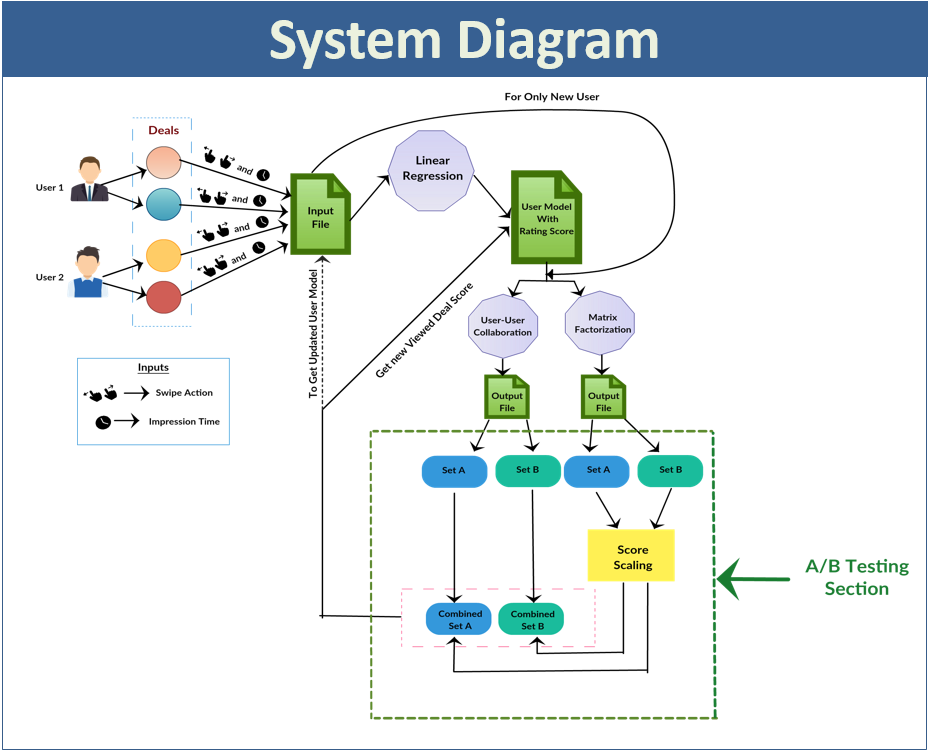 System Diagram
For Only New User
Deals
User 1
and
and
and
and
User 2
Input
File
Linear
Regression
User Model
With
Rating Score
To Get Updated User Model
Get new Viewed Deal Score
User-User
Collaboration
Matrix
Factorization
Inputs
Swipe Action
Impression Time
Output
File
Output
File
Set A
Set B
Set A
Set B
Score
Scaling
A/B Testing
Section
Combined
Set A
Combined
Set B